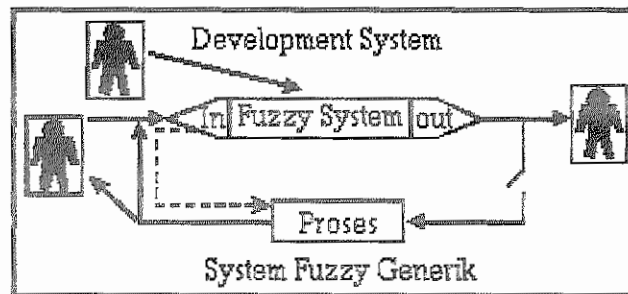 Development System
in Fuzzy System out
Proses
System Fuzzy Generik